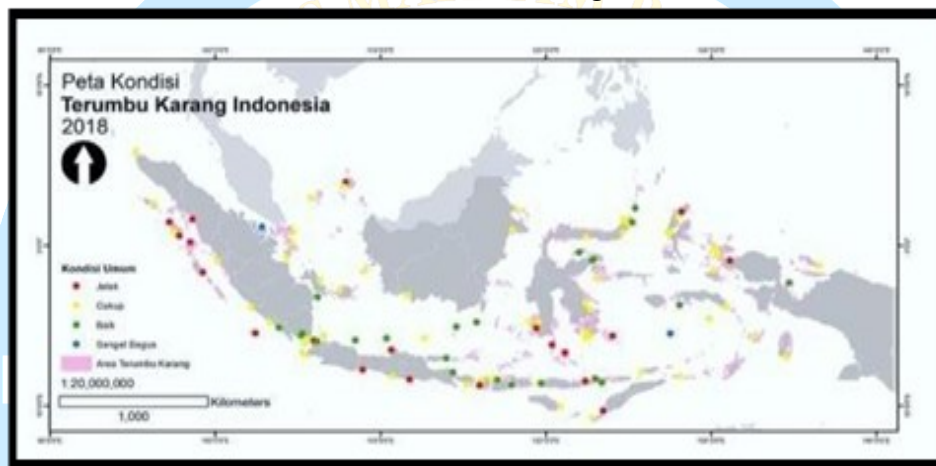 Peta Kondisi
Terumbu Karang Indonesia
2018
Kondisi Umum
Jelek
Cukup
Baik
Sangat Bagus
Area Terumbu Karang
1:20,000,000
Kilometers
1,000